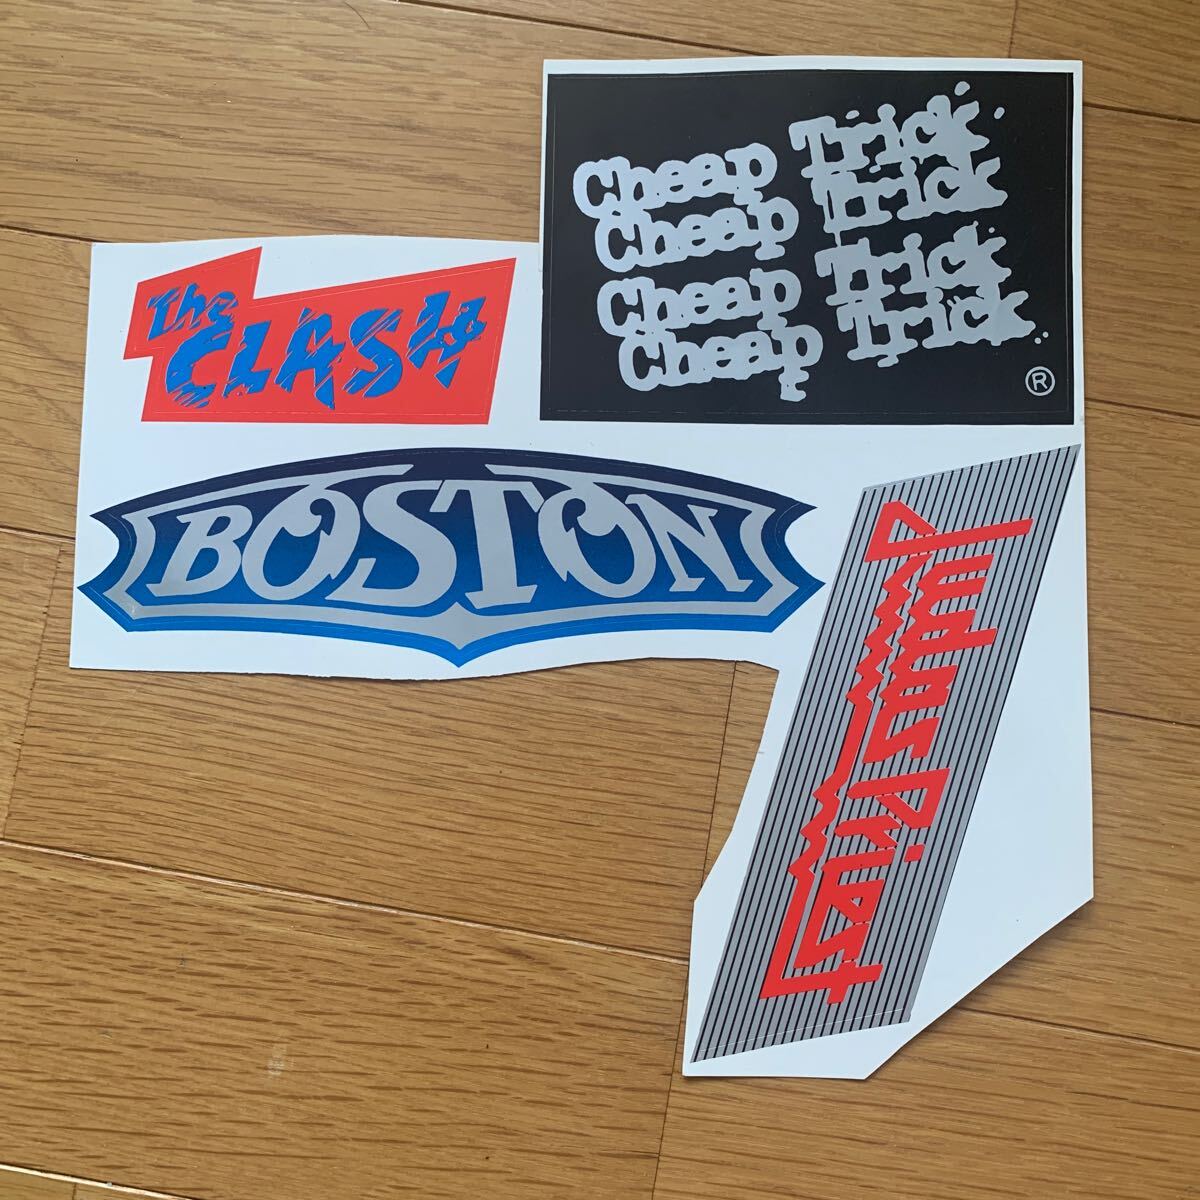 The
CLASH
Cheap Trick
Cheap Trick
Cheap Trick
Cheap Trick
®
BOSTON
Judas Priest